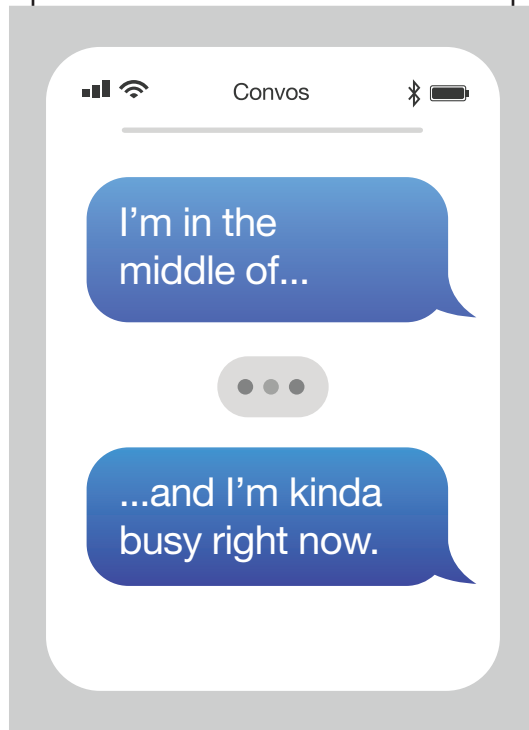 Convos
I’m in the
middle of...
...and I’m kinda
busy right now.